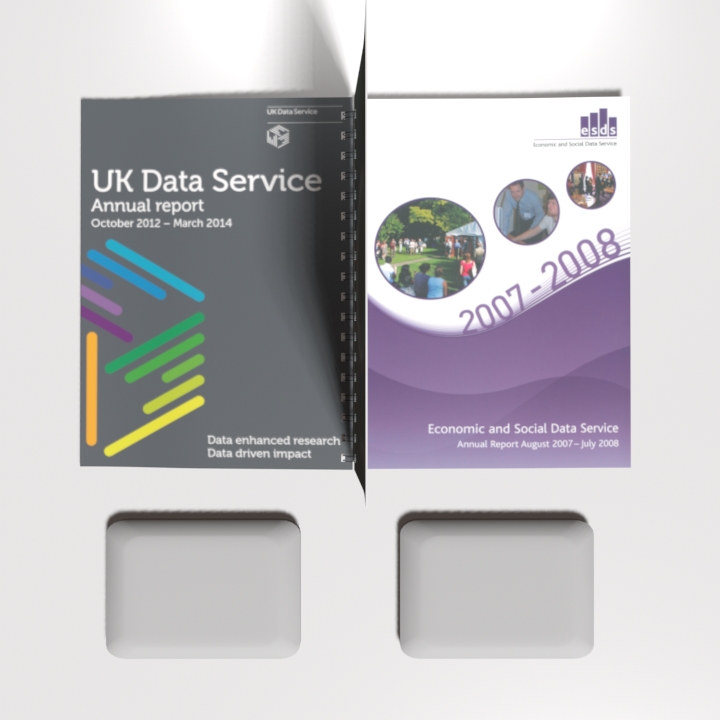 UK Data Service
UK Data Service
Annual report
October 2012 – March 2014
Data enhanced research
Data driven impact
esds
Economic and Social Data Service
2007-2008
Economic and Social Data Service
Annual Report August 2007 – July 2008